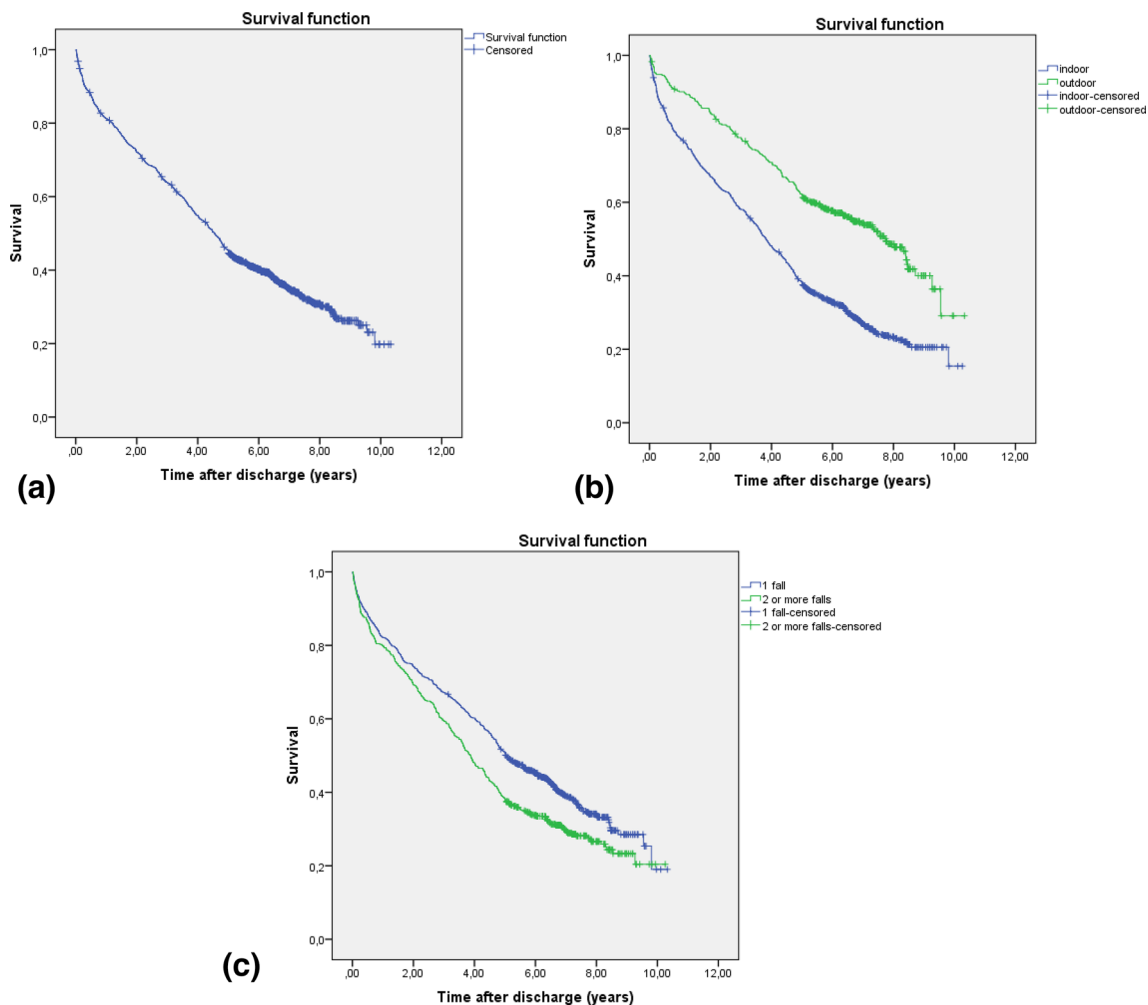 Survival function
Survival function
Censored
1,0
0,8
0,6
0,4
0,2
0,0
Survival
,00 2,00 4,00 6,00 8,00 10,00 12,00
Time after discharge (years)
(a)
Survival function
indoor
outdoor
indoor-censored
outdoor-censored
1,0
0,8
0,6
0,4
0,2
0,0
Survival
,00 2,00 4,00 6,00 8,00 10,00 12,00
Time after discharge (years)
(b)
Survival function
1 fall
2 or more falls
1 fall-censored
2 or more falls-censored
1,0
0,8
0,6
0,4
0,2
0,0
Survival
,00 2,00 4,00 6,00 8,00 10,00 12,00
Time after discharge (years)
(c)